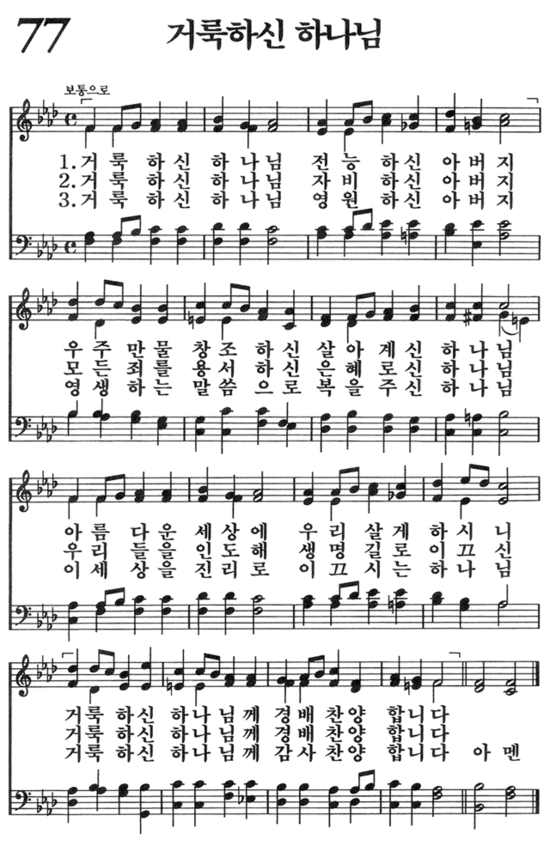 77 거룩하신 하나님
보통으로
1.거룩 하신 하나님 전능 하신 아버지
2.거룩 하신 하나님 자비 하신 아버지
3.거룩 하신 하나님 영원 하신 아버지
우주 만물 창조 하신 살아 계신 하나님
모든 죄를 용서 하신 은혜 로신 하나님
영생 하는 말씀 으로 복을 주신 하나님
아름 다운 세상에 우리 살게 하시니
우리 들을 인도해 생명 길로 이끄신
이세 상을 진리로 이끄 시는 하나님
거룩 하신 하나님께 경배 찬양 합니다
거룩 하신 하나님께 경배 찬양 합니다
거룩 하신 하나님께 감사 찬양 합니다 아멘